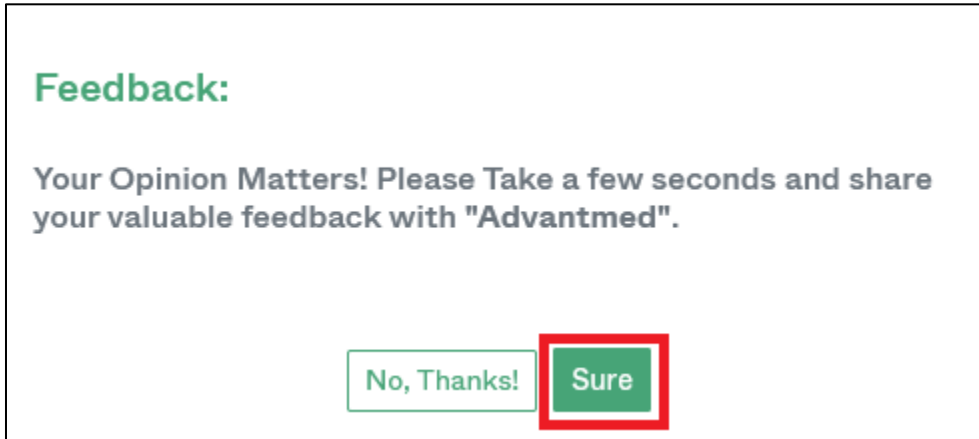 Feedback:
Your Opinion Matters! Please Take a few seconds and share
your valuable feedback with "Advantmed".
No, Thanks!
Sure